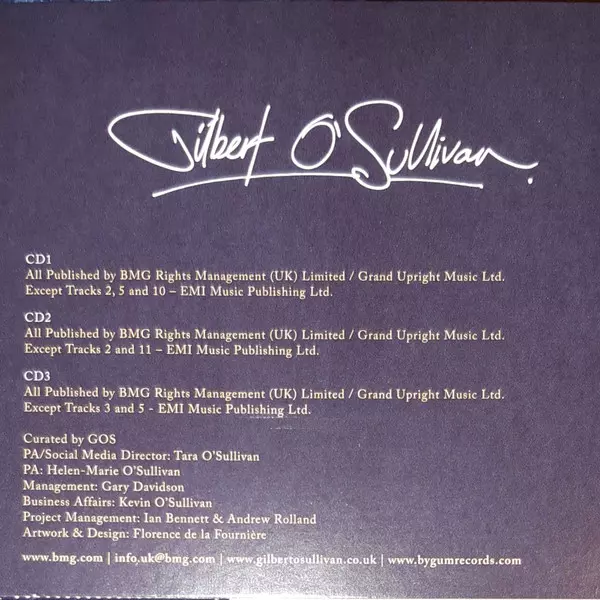 Gilbert O'Sullivan.
CD1
All Published by BMG Rights Management (UK) Limited / Grand Upright Music Ltd.
Except Tracks 2, 5 and 10 – EMI Music Publishing Ltd.
CD2
All Published by BMG Rights Management (UK) Limited / Grand Upright Music Ltd.
Except Tracks 2 and 11 – EMI Music Publishing Ltd.
CD3
All Published by BMG Rights Management (UK) Limited / Grand Upright Music Ltd.
Except Tracks 3 and 5 - EMI Music Publishing Ltd.
Curated by GOS
PA/Social Media Director: Tara O'Sullivan
PA: Helen-Marie O'Sullivan
Management: Gary Davidson
Business Affairs: Kevin O'Sullivan
Project Management: Ian Bennett & Andrew Rolland
Artwork & Design: Florence de la Fournière
www.bmg.com | info.uk@bmg.com | www.gilbertosullivan.co.uk | www.bygumrecords.com